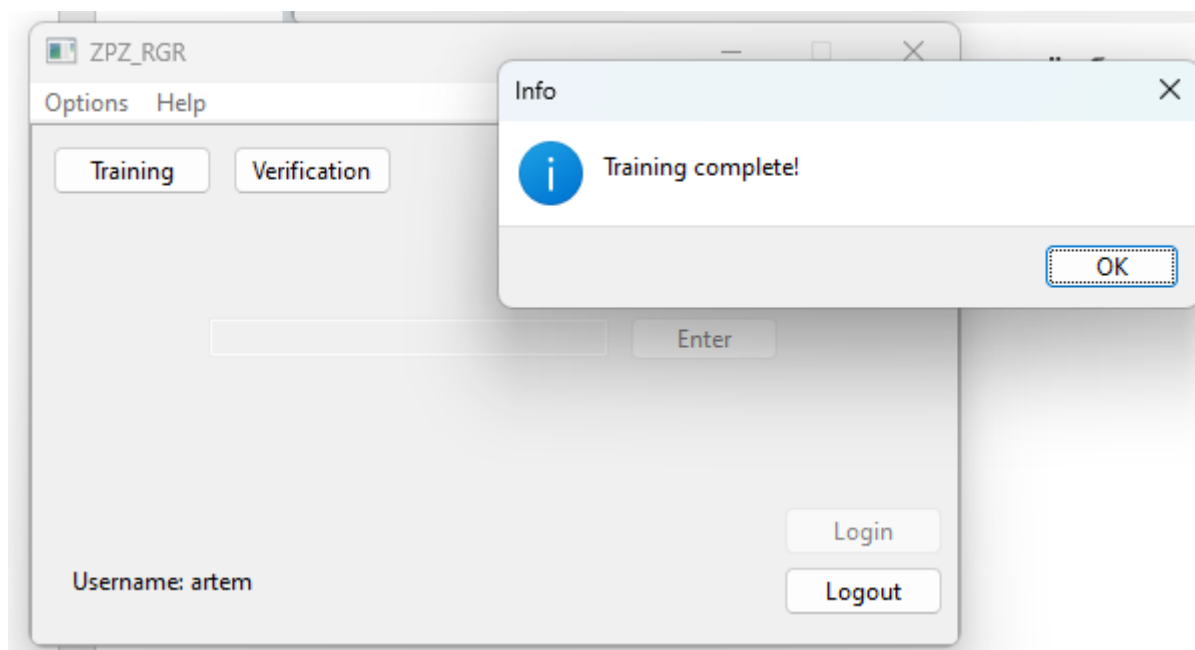 ZPZ_RGR
Options Help
Info
Training complete!
OK
Training Verification
Enter
Login
Username: artem
Logout